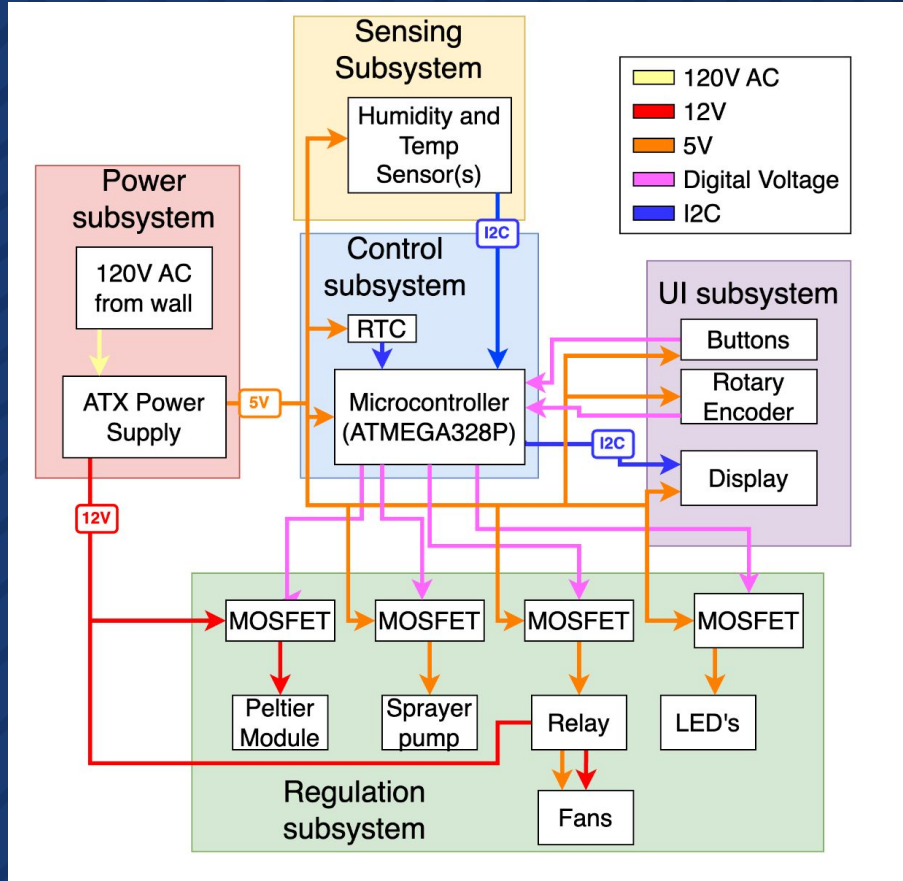 Sensing
Subsystem
Humidity and
Temp
Sensor(s)
120V AC
12V
5V
Digital Voltage
I2C
Power
subsystem
120V AC
from wall
ATX Power
Supply
5V
12V
I2C
Control
subsystem
RTC
Microcontroller
(ATMEGA328P)
I2C
UI subsystem
Buttons
Rotary
Encoder
Display
MOSFET
MOSFET
MOSFET
MOSFET
Peltier
Module
Sprayer
pump
Relay
LED's
Fans
Regulation
subsystem